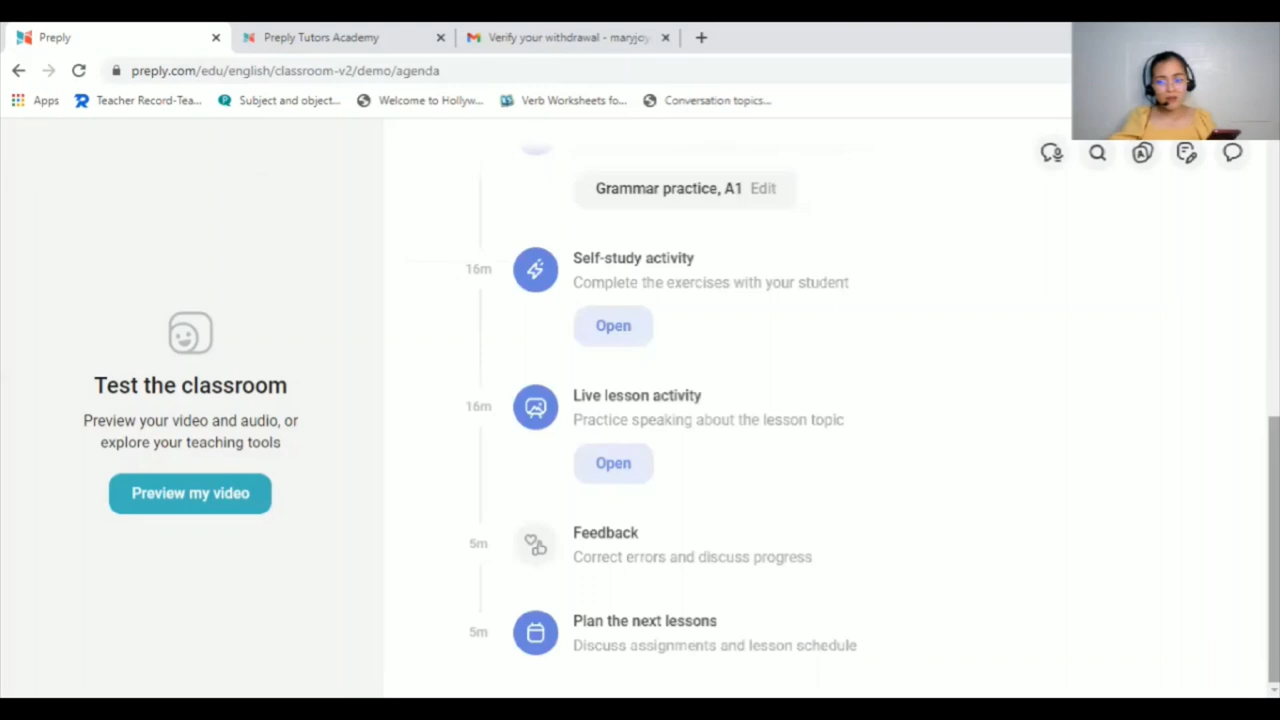 Preply
Preply Tutors Academy
Verify your withdrawal - maryjoy
preply.com/edu/english/classroom-v2/demo/agenda
Apps
Teacher Record-Tea...
Subject and object...
Welcome to Hollyw...
Verb Worksheets fo...
Conversation topics...
Grammar practice, A1 Edit
16m
Self-study activity
Complete the exercises with your student
Open
Test the classroom
Preview your video and audio, or
explore your teaching tools
Preview my video
16m
Live lesson activity
Practice speaking about the lesson topic
Open
5m
Feedback
Correct errors and discuss progress
5m
Plan the next lessons
Discuss assignments and lesson schedule